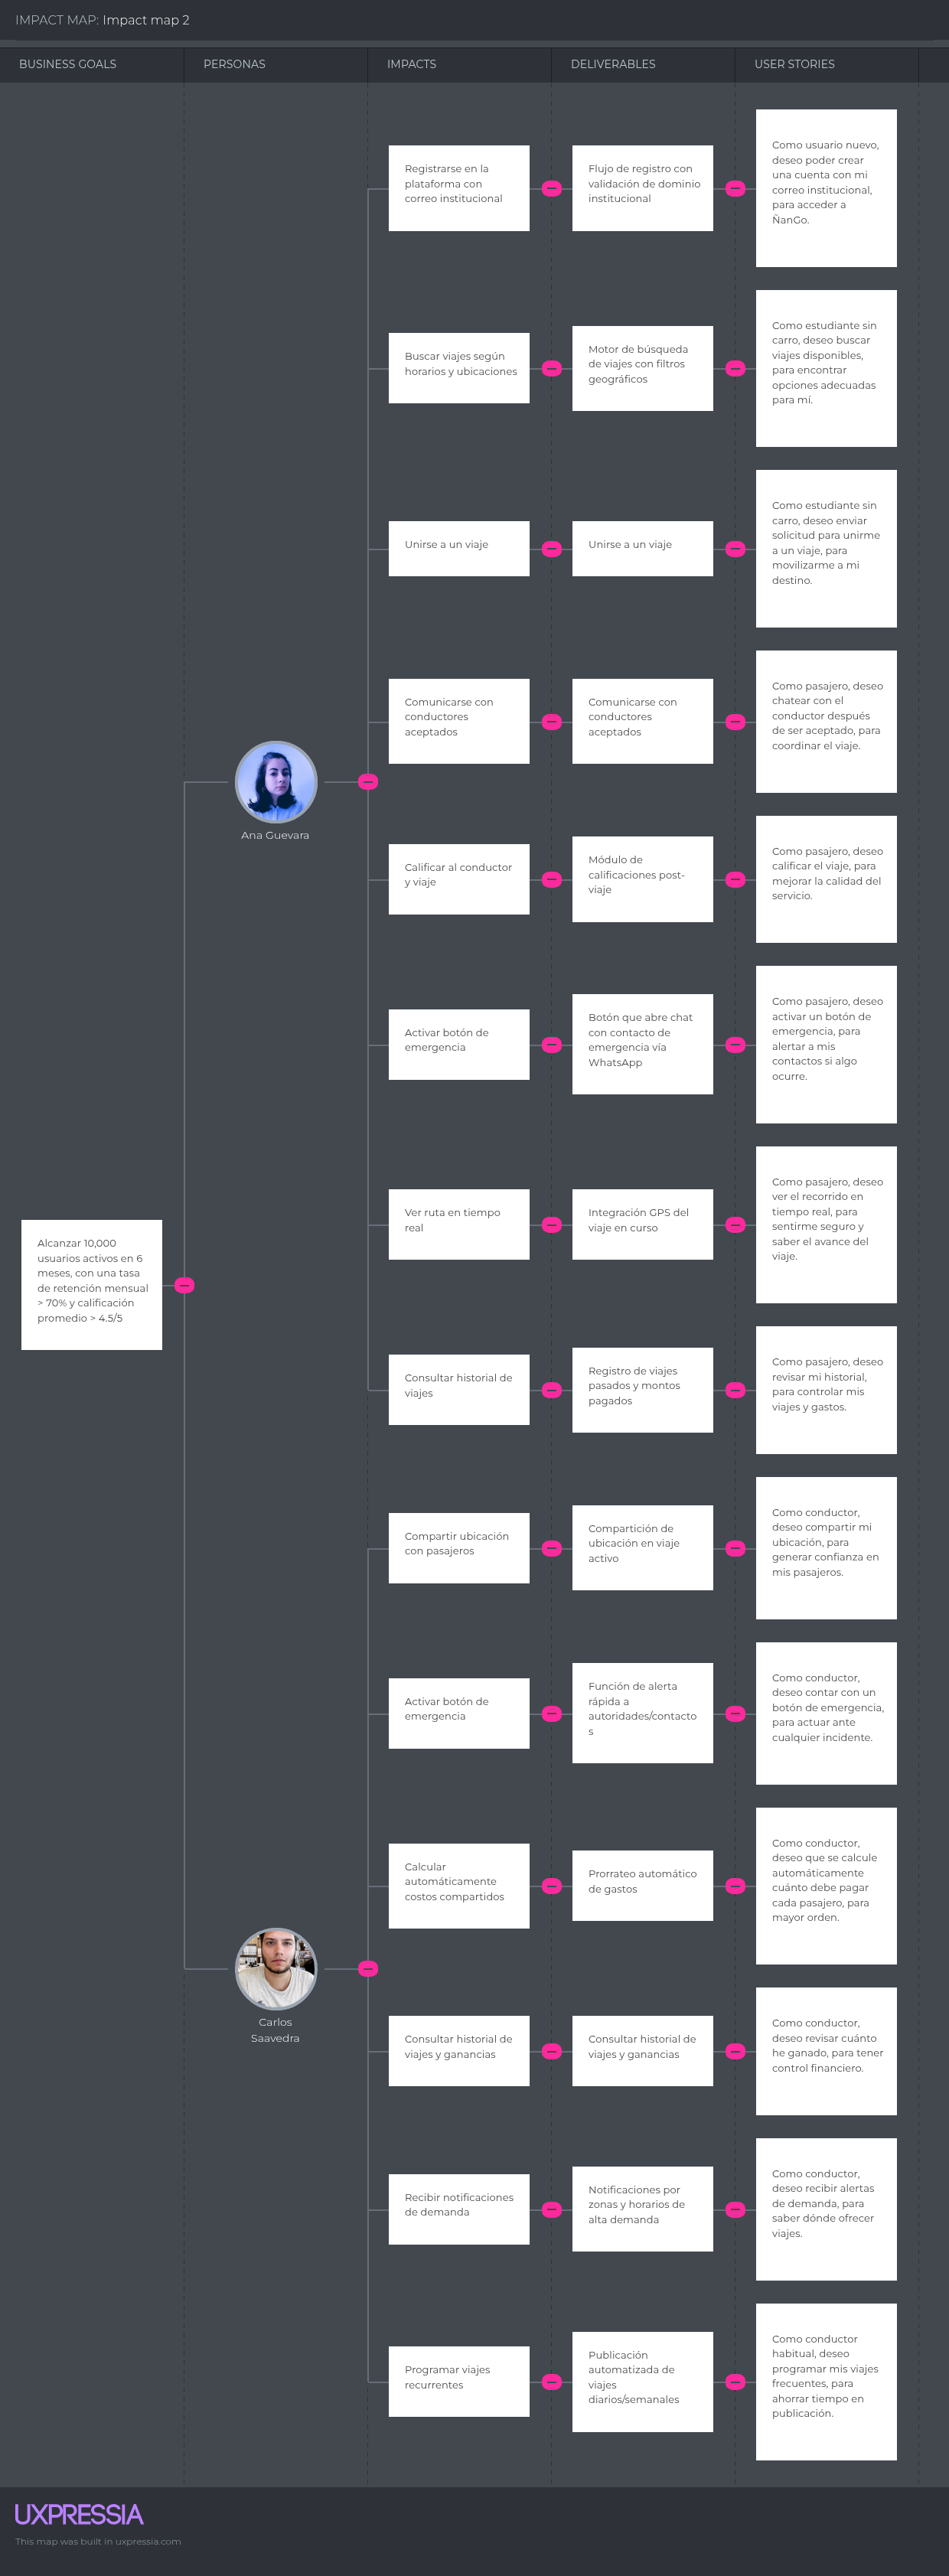 IMPACT MAP: Impact map 2
BUSINESS GOALS
PERSONAS
IMPACTS
DELIVERABLES
USER STORIES
Alcanzar 10,000
usuarios activos en 6
meses, con una tasa
de retención mensual
> 70% y calificación
promedio > 4.5/5
Ana Guevara
Registrarse en la
plataforma con
correo institucional
Flujo de registro con
validación de dominio
institucional
Como usuario nuevo,
deseo poder crear
una cuenta con mi
correo institucional,
para acceder a
ÑanGo.
Buscar viajes según
horarios y ubicaciones
Motor de búsqueda
de viajes con filtros
geográficos
Como estudiante sin
carro, deseo buscar
viajes disponibles,
para encontrar
opciones adecuadas
para mí.
Unirse a un viaje
Unirse a un viaje
Como estudiante sin
carro, deseo enviar
solicitud para unirme
a un viaje, para
movilizarme a mi
destino.
Comunicarse con
conductores
aceptados
Comunicarse con
conductores
aceptados
Como pasajero, deseo
chatear con el
conductor después
de ser aceptado, para
coordinar el viaje.
Calificar al conductor
y viaje
Módulo de
calificaciones post-
viaje
Como pasajero, deseo
calificar el viaje, para
mejorar la calidad del
servicio.
Activar botón de
emergencia
Botón que abre chat
con contacto de
emergencia vía
WhatsApp
Como pasajero, deseo
activar un botón de
emergencia, para
alertar a mis
contactos si algo
ocurre.
Ver ruta en tiempo
real
Integración GPS del
viaje en curso
Como pasajero, deseo
ver el recorrido en
tiempo real, para
sentirme seguro y
saber el avance del
viaje.
Consultar historial de
viajes
Registro de viajes
pasados y montos
pagados
Como pasajero, deseo
revisar mi historial,
para controlar mis
viajes y gastos.
Carlos
Saavedra
Compartir ubicación
con pasajeros
Compartición de
ubicación en viaje
activo
Como conductor,
deseo compartir mi
ubicación, para
generar confianza en
mis pasajeros.
Activar botón de
emergencia
Función de alerta
rápida a
autoridades/contacto
s
Como conductor,
deseo contar con un
botón de emergencia,
para actuar ante
cualquier incidente.
Calcular
automáticamente
costos compartidos
Prorrateo automático
de gastos
Como conductor,
deseo que se calcule
automáticamente
cuánto debe pagar
cada pasajero, para
mayor orden.
Consultar historial de
viajes y ganancias
Consultar historial de
viajes y ganancias
Como conductor,
deseo revisar cuánto
he ganado, para tener
control financiero.
Recibir notificaciones
de demanda
Notificaciones por
zonas y horarios de
alta demanda
Como conductor,
deseo recibir alertas
de demanda, para
saber dónde ofrecer
viajes.
Programar viajes
recurrentes
Publicación
automatizada de
viajes
diarios/semanales
Como conductor
habitual, deseo
programar mis viajes
frecuentes, para
ahorrar tiempo en
publicación.
UXPRESSIA
This map was built in uxpressia.com